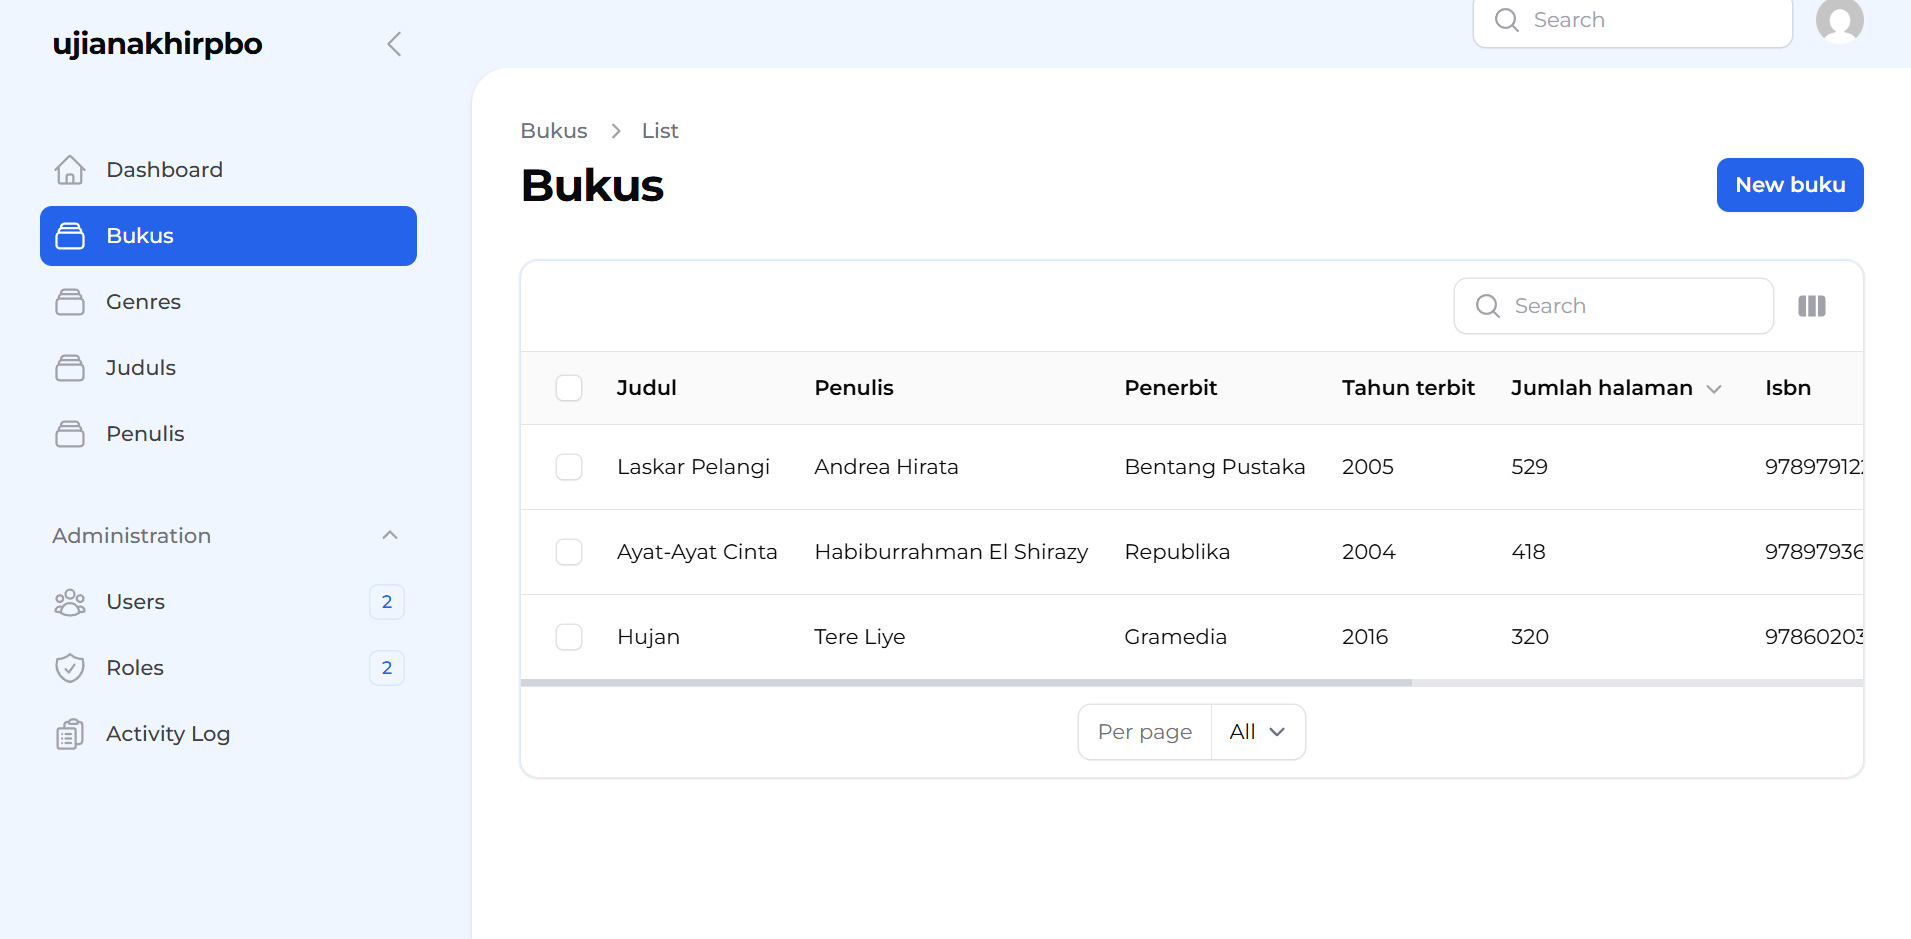 ujianakhirpbo
Search
Dashboard
Bukus
Genres
Juduls
Penulis
Administration
Users 2
Roles 2
Activity Log
Bukus List
Bukus
New buku
Search
Judul Penulis Penerbit Tahun terbit Jumlah halaman Isbn
Laskar Pelangi Andrea Hirata Bentang Pustaka 2005 529
Ayat-Ayat Cinta Habiburrahman El Shirazy Republika 2004 418 97897936
Hujan Tere Liye Gramedia 2016 320
Per page All